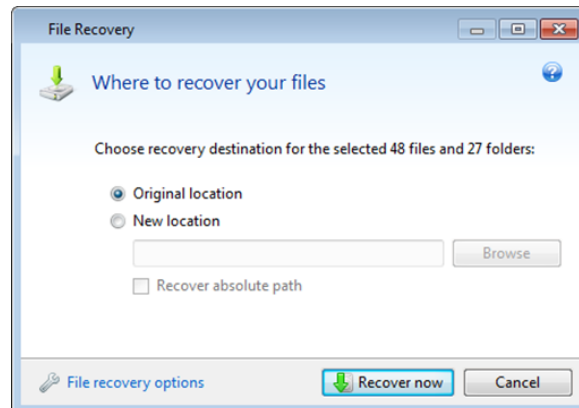 File Recovery
Where to recover your files
Choose recovery destination for the selected 48 files and 27 folders:
Original location
New location
Browse
Recover absolute path
File recovery options
Recover now
Cancel